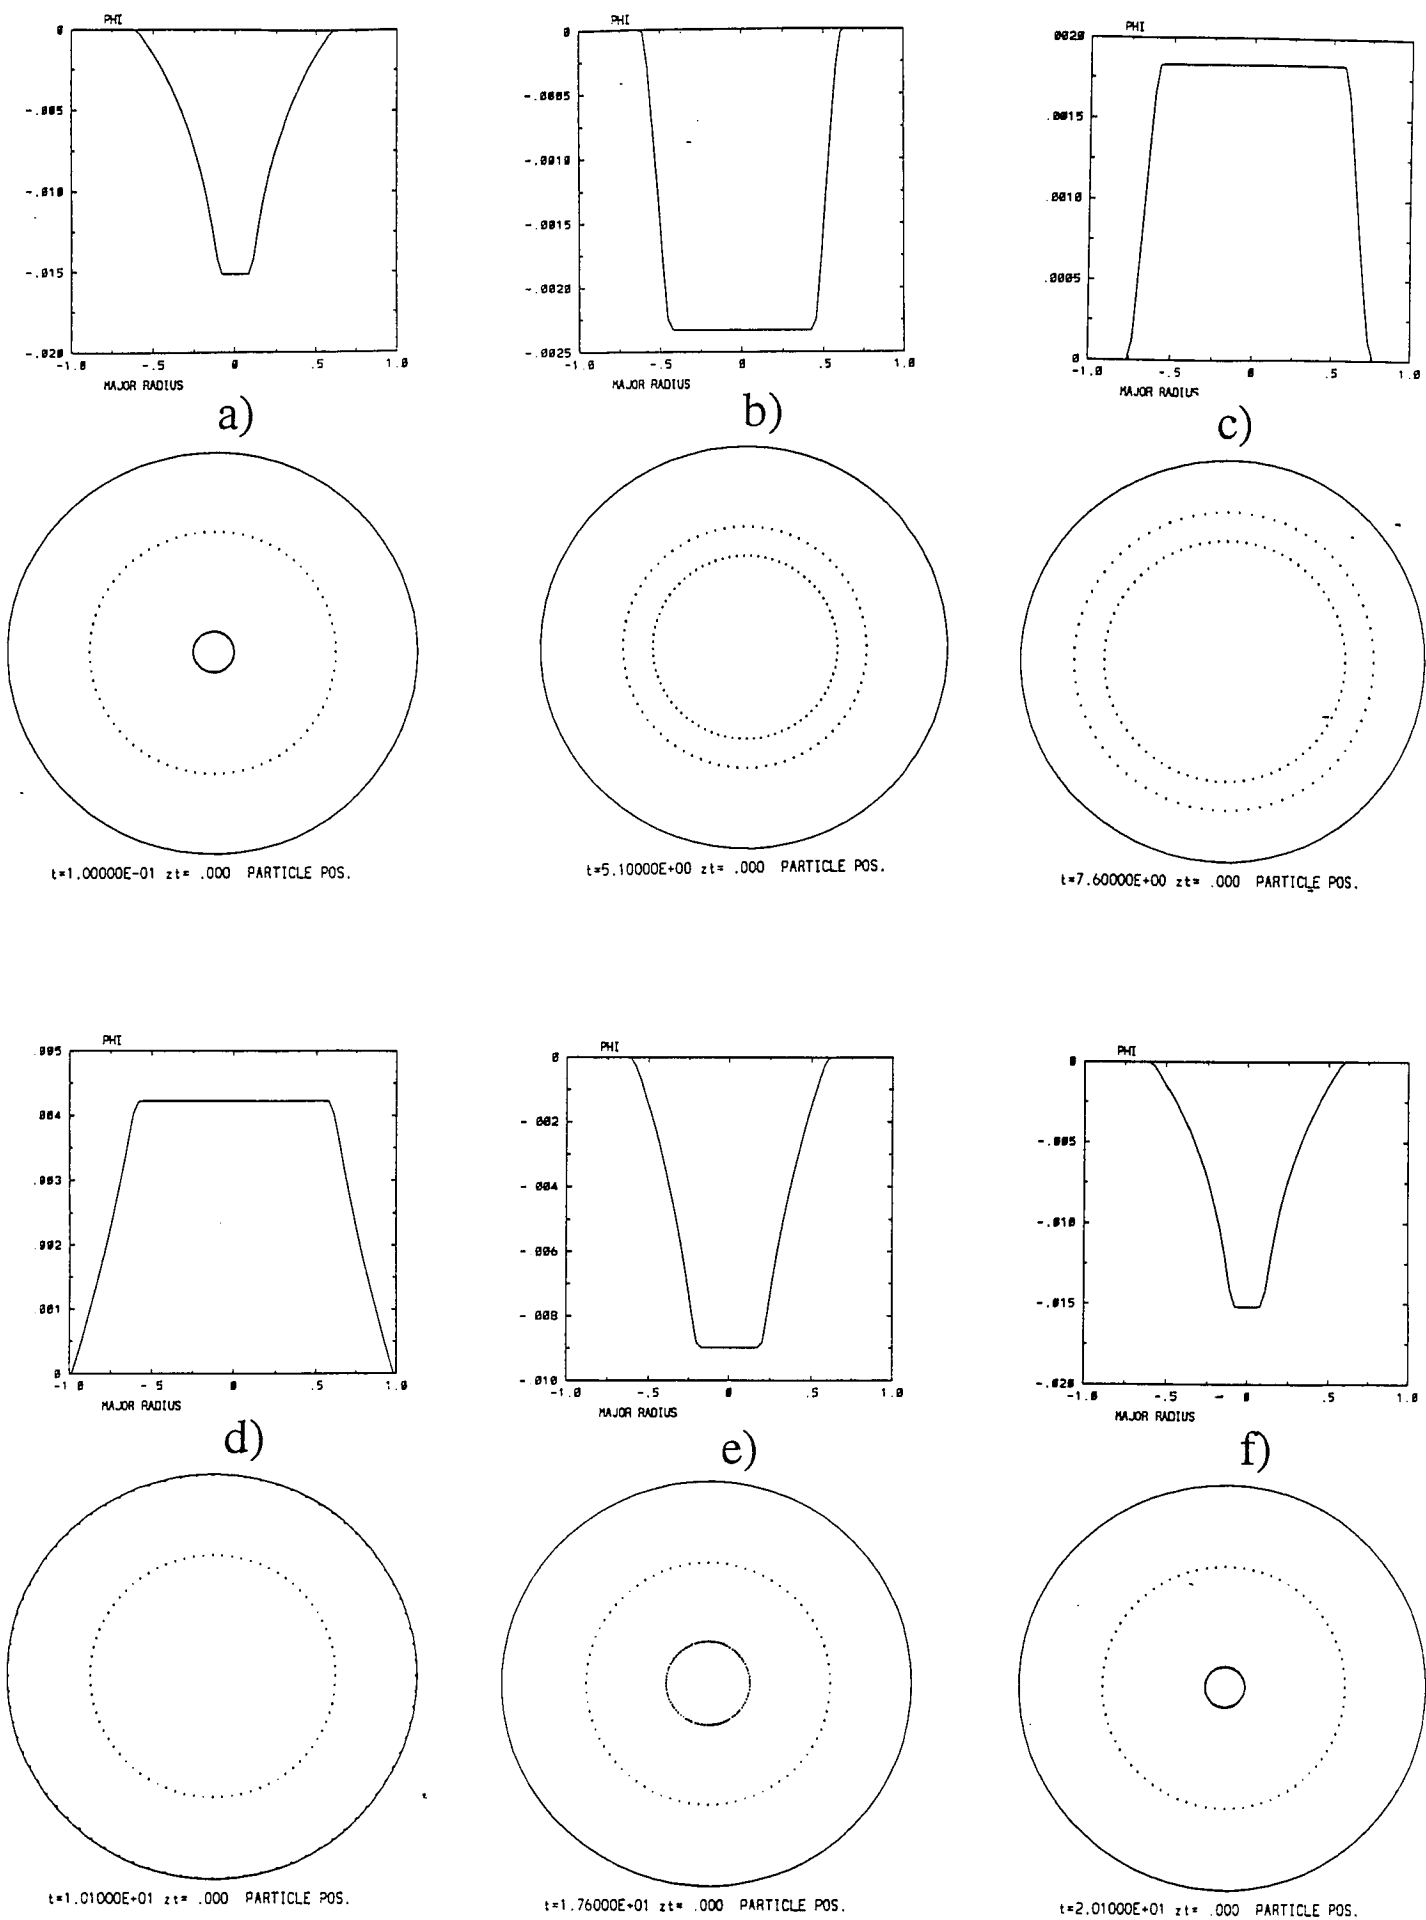 PHI
0
-.005
-.010
-.015
-.020
-1.0 -.5 0 .5 1.0
MAJOR RADIUS
a)
t=1.00000E-01 zt= .000 PARTICLE POS.
PHI
0
-.0005
-.0010
-.0015
-.0020
-.0025
-1.0 -.5 0 .5 1.0
MAJOR RADIUS
b)
t=5.10000E+00 zt= .000 PARTICLE POS.
PHI
.0020
.0015
.0010
.0005
0
-1.0 -.5 0 .5 1.0
MAJOR RADIUS
c)
t=7.60000E+00 zt= .000 PARTICLE POS.
PHI
.005
.004
.003
.002
.001
0
-1.0 -.5 0 .5 1.0
MAJOR RADIUS
d)
t=1.01000E+01 zt= .000 PARTICLE POS.
PHI
0
-.002
-.004
-.006
-.008
-.010
-1.0 -.5 0 .5 1.0
MAJOR RADIUS
e)
t=1.76000E+01 zt= .000 PARTICLE POS.
PHI
0
-.005
-.010
-.015
-.020
-1.0 -.5 0 .5 1.0
MAJOR RADIUS
f)
t=2.01000E+01 zt= .000 PARTICLE POS.